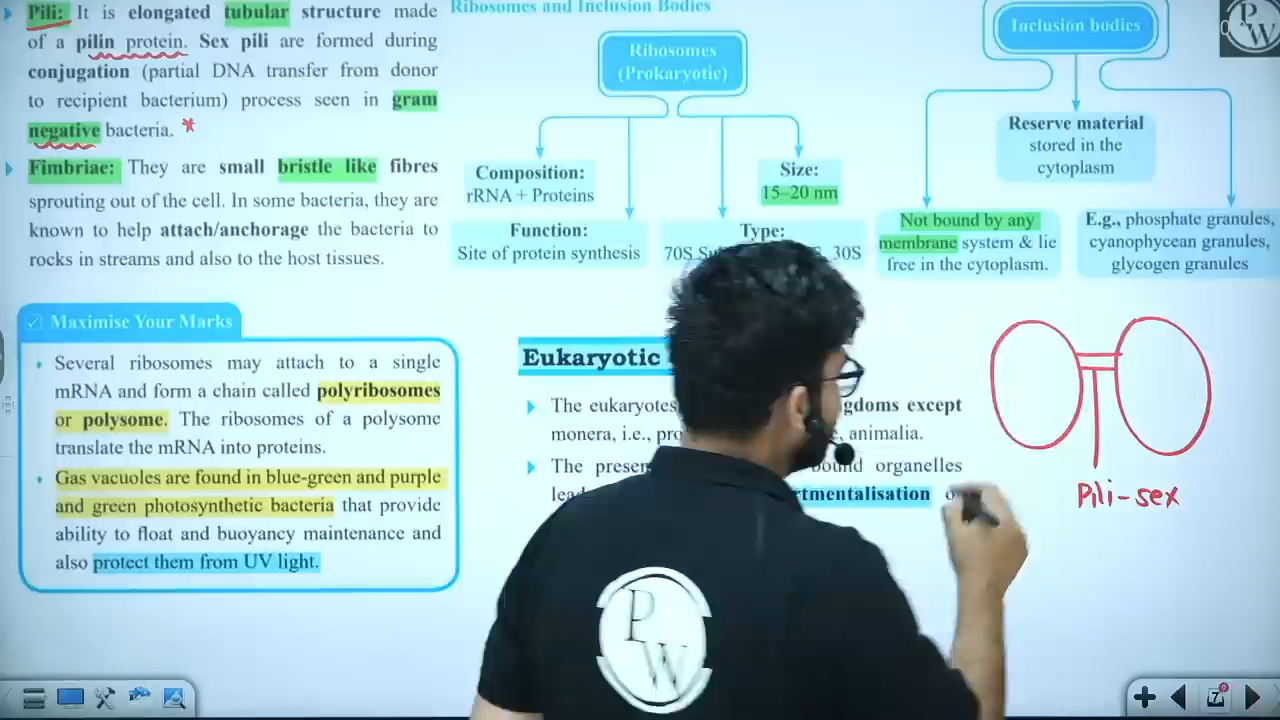 Pili: It is elongated tubular structure made
of a pilin protein. Sex pili are formed during
conjugation (partial DNA transfer from donor
to recipient bacterium) process seen in gram
negative bacteria. *
Fimbriae: They are small bristle like fibres
sprouting out of the cell. In some bacteria, they are
known to help attach/anchorage the bacteria to
rocks in streams and also to the host tissues.
Maximise Your Marks
Several ribosomes may attach to a single
mRNA and form a chain called polyribosomes
or polysome. The ribosomes of a polysome
translate the mRNA into proteins.
Gas vacuoles are found in blue-green and purple
and green photosynthetic bacteria that provide
ability to float and buoyancy maintenance and
also protect them from UV light.
Ribosomes and Inclusion Bodies
Ribosomes
(Prokaryotic)
Composition:
rRNA + Proteins
Function:
Site of protein synthesis
Size:
15–20 nm
Type:
70S 30S
Inclusion bodies
Reserve material
stored in the
cytoplasm
Not bound by any
membrane system & lie
free in the cytoplasm.
E.g., phosphate granules,
cyanophycean granules,
glycogen granules
Eukaryotic
The eukaryotes except
monera, i.e., animalia.
The organelles
Pili-sex
PW
PW
7